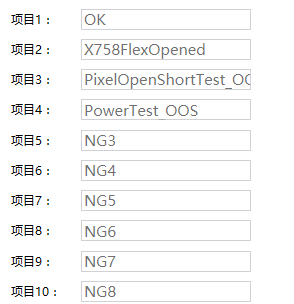 项目1： OK
项目2： X758FlexOpened
项目3： PixelOpenShortTest_OO
项目4： PowerTest_OOS
项目5： NG3
项目6： NG4
项目7： NG5
项目8： NG6
项目9： NG7
项目10： NG8